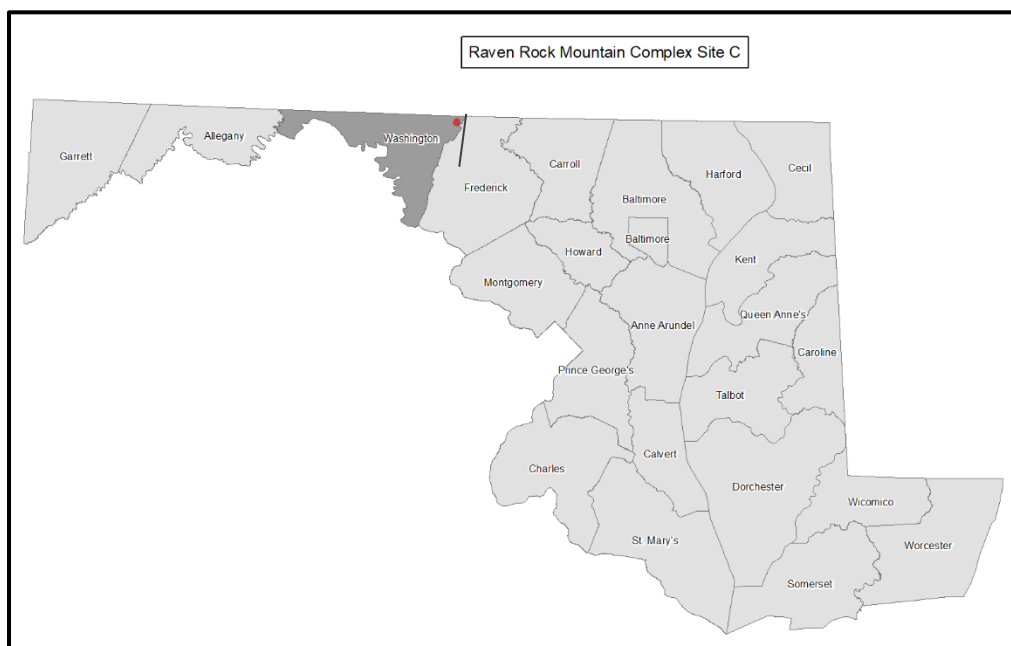 Raven Rock Mountain Complex Site C
Garrett
Allegany
Washington
Frederick
Carroll
Baltimore
Harford
Cecil
Baltimore
Howard
Kent
Montgomery
Anne Arundel
Queen Anne's
Caroline
Prince George's
Talbot
Charles
Calvert
Dorchester
Wicomico
St. Mary's
Worcester
Somerset